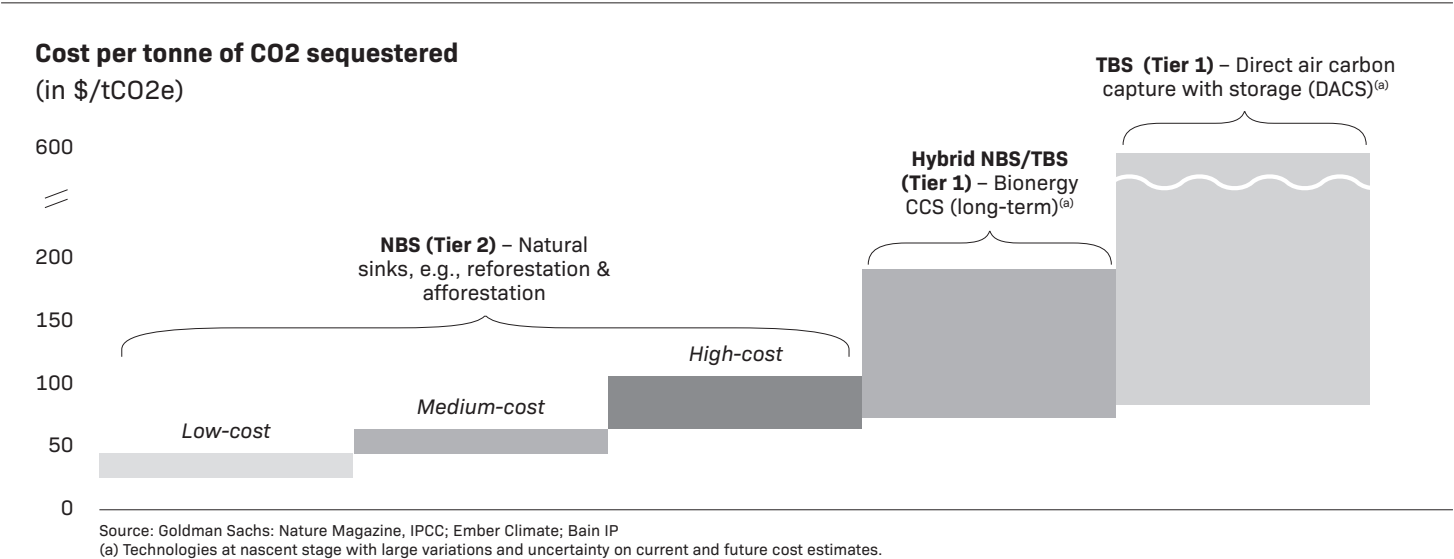 Cost per tonne of CO2 sequestered
(in $/tCO2e)
TBS (Tier 1) – Direct air carbon
capture with storage (DACS)(a)
600
Hybrid NBS/TBS
(Tier 1) – Bionergy
CCS (long-term)(a)
NBS (Tier 2) – Natural
sinks, e.g., reforestation &
afforestation
200
150
High-cost
100
Medium-cost
Low-cost
50
0
Source: Goldman Sachs: Nature Magazine, IPCC; Ember Climate; Bain IP
(a) Technologies at nascent stage with large variations and uncertainty on current and future cost estimates.